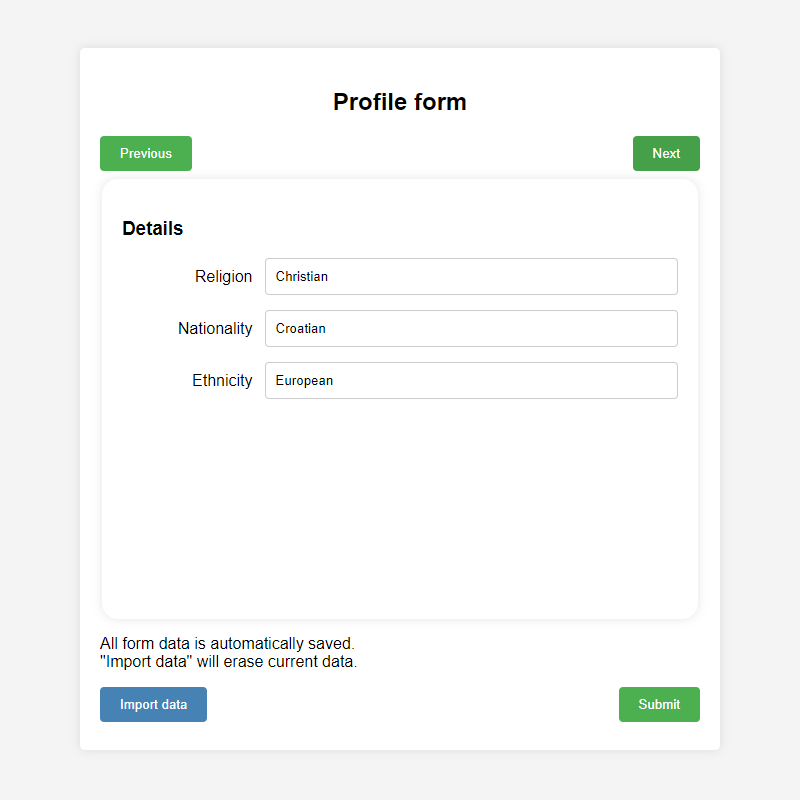 Profile form
Previous
Next
Details
Religion Christian
Nationality Croatian
Ethnicity European
All form data is automatically saved.
"Import data" will erase current data.
Import data
Submit